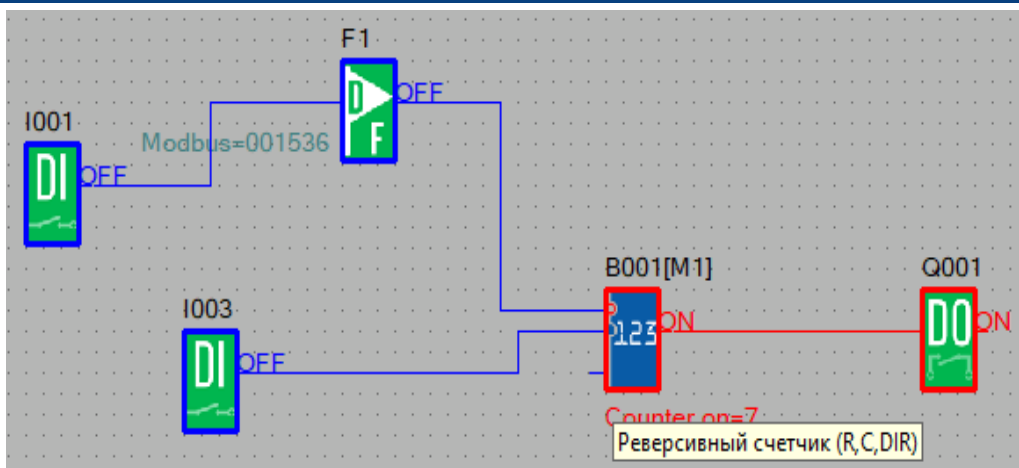 F1
D
F
OFF
I001
Modbus=001536
DI
OFF
B001[M1]
Q001
I003
123
ON
DO
ON
DI
OFF
Counter on=7
Реверсивный счетчик (R,C,DIR)